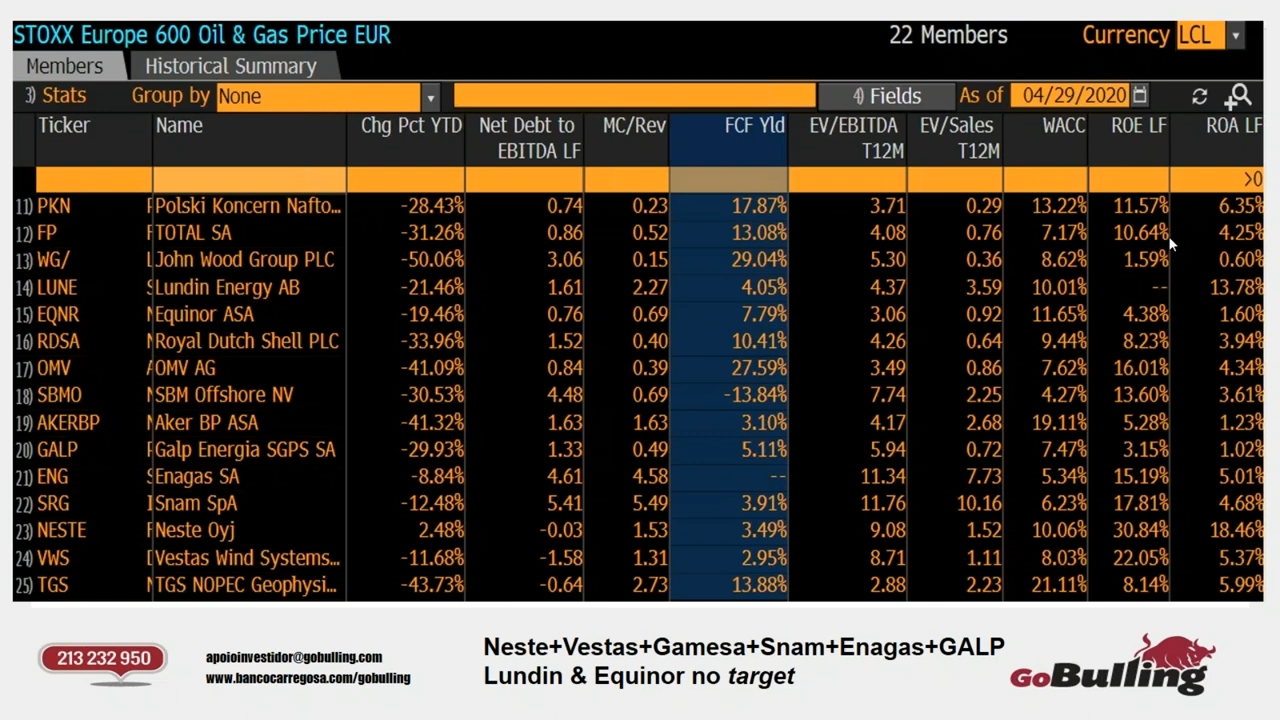 STOXX Europe 600 Oil & Gas Price EUR 22 Members Currency LCL
Members Historical Summary
3) Stats Group by None 4) Fields As of 04/29/2020
Ticker Name Chg Pct YTD Net Debt to MC/Rev FCF Yld EV/EBITDA EV/Sales WACC ROE LF ROA LF
EBITDA LF T12M T12M
>0
11) PKN Polski Koncern Nafto... -28.43% 0.74 0.23 17.87% 3.71 0.29 13.22% 11.57% 6.35%
12) FP TOTAL SA -31.26% 0.86 0.52 13.08% 4.08 0.76 7.17% 10.64% 4.25%
13) WG/ John Wood Group PLC -50.06% 3.06 0.15 29.04% 5.30 0.36 8.62% 1.59% 0.60%
14) LUNE Lundin Energy AB -21.46% 1.61 2.27 4.05% 4.37 3.59 10.01% -- 13.78%
15) EQNR Equinor ASA -19.46% 0.76 0.69 7.79% 3.06 0.92 11.65% 4.38% 1.60%
16) RDSA Royal Dutch Shell PLC -33.96% 1.52 0.40 10.41% 4.26 0.64 9.44% 8.23% 3.94%
17) OMV OMV AG -41.09% 0.84 0.39 27.59% 3.49 0.86 7.62% 16.01% 4.34%
18) SBMO SBM Offshore NV -30.53% 4.48 0.69 -13.84% 7.74 2.25 4.27% 13.60% 3.61%
19) AKERBP Aker BP ASA -41.32% 1.63 1.63 3.10% 4.17 2.68 19.11% 5.28% 1.23%
20) GALP Galp Energia SGPS SA -29.93% 1.33 0.49 5.11% 5.94 0.72 7.47% 3.15% 1.02%
21) ENG Enagas SA -8.84% 4.61 4.58 -- 11.34 7.73 5.34% 15.19% 5.01%
22) SRG Snam SpA -12.48% 5.41 5.49 3.91% 11.76 10.16 6.23% 17.81% 4.68%
23) NESTE Neste Oyj 2.48% -0.03 1.53 3.49% 9.08 1.52 10.06% 30.84% 18.46%
24) VWS Vestas Wind Systems... -11.68% -1.58 1.31 2.95% 8.71 1.11 8.03% 22.05% 5.37%
25) TGS TGS NOPEC Geophysi... -43.73% -0.64 2.73 13.88% 2.88 2.23 21.11% 8.14% 5.99%
213 232 950
apoioinvestidor@gobulling.com
www.bancocarregosa.com/gobulling
Neste+Vestas+Gamesa+Snam+Enagas+GALP
Lundin & Equinor no target
GoBulling